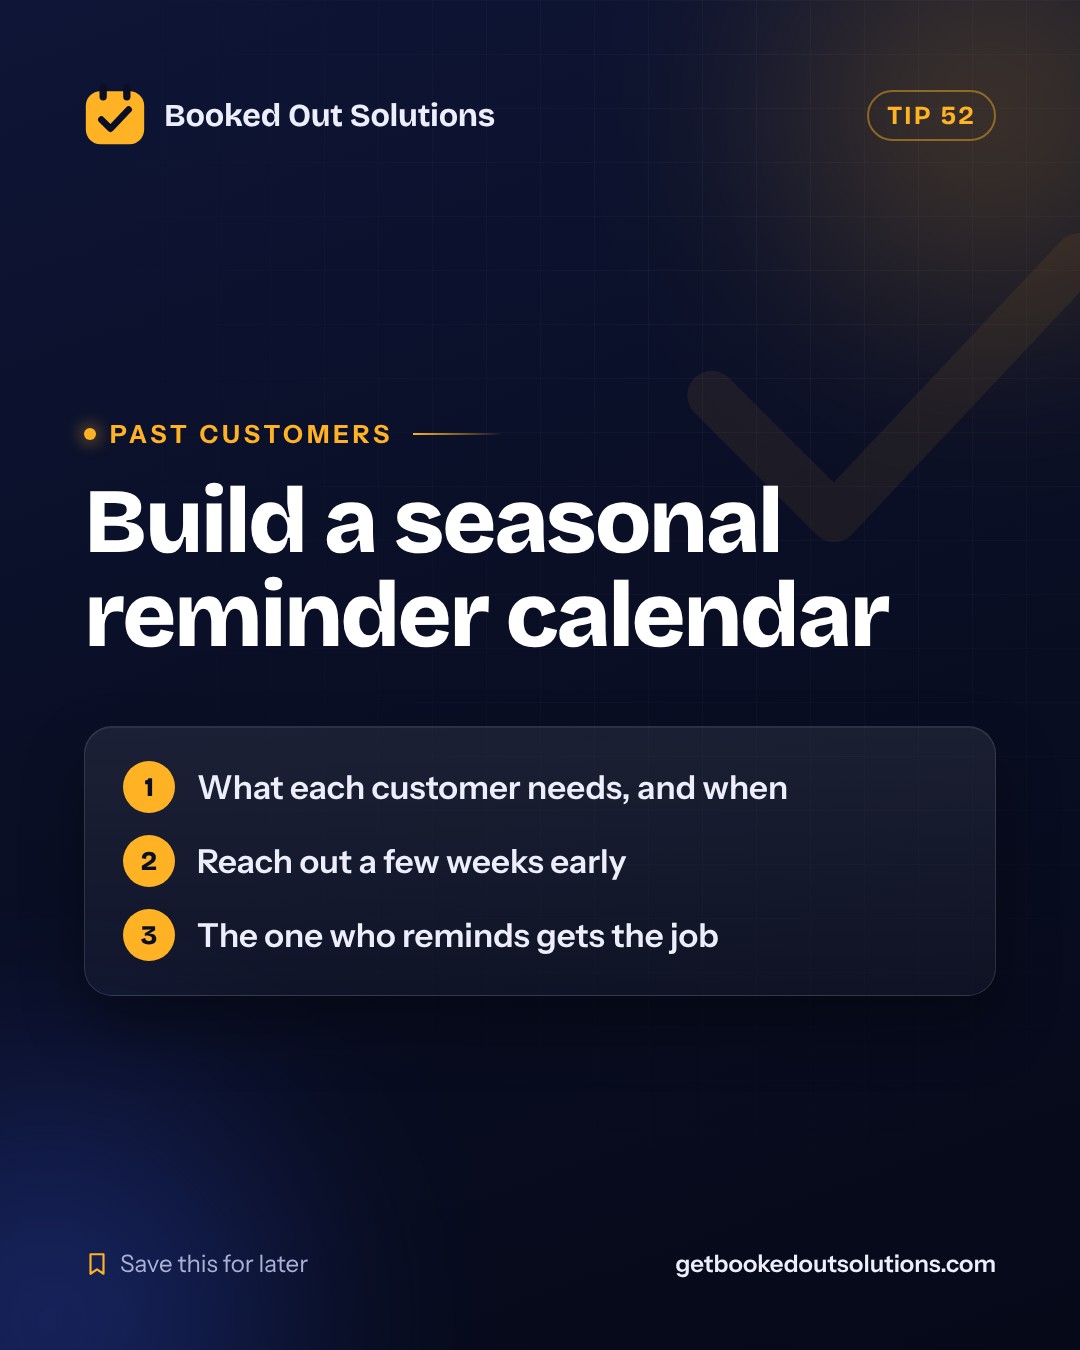 Booked Out Solutions
TIP 52
PAST CUSTOMERS
Build a seasonal
reminder calendar
1 What each customer needs, and when
2 Reach out a few weeks early
3 The one who reminds gets the job
Save this for later
getbookedoutsolutions.com